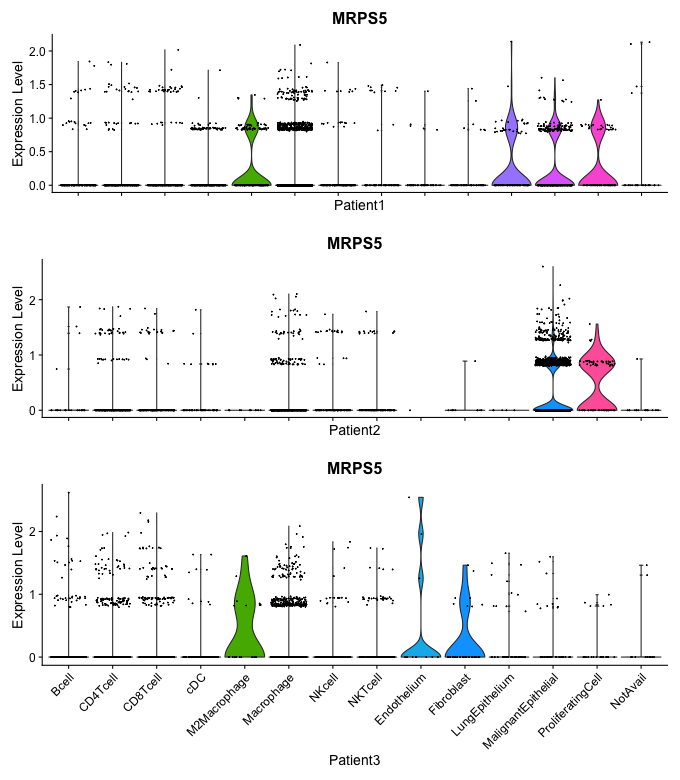 MRPS5
Expression Level
2.0
1.5
1.0
0.5
0.0
Patient1
MRPS5
Expression Level
2
1
0
Patient2
MRPS5
Expression Level
2
1
0
Bcell
CD4Tcell
CD8Tcell
cDC
M2Macrophage
Macrophage
NKcell
NKTcell
Endothelium
Fibroblast
LungEpithelium
MalignantEpithelial
ProliferatingCell
NotAvail
Patient3